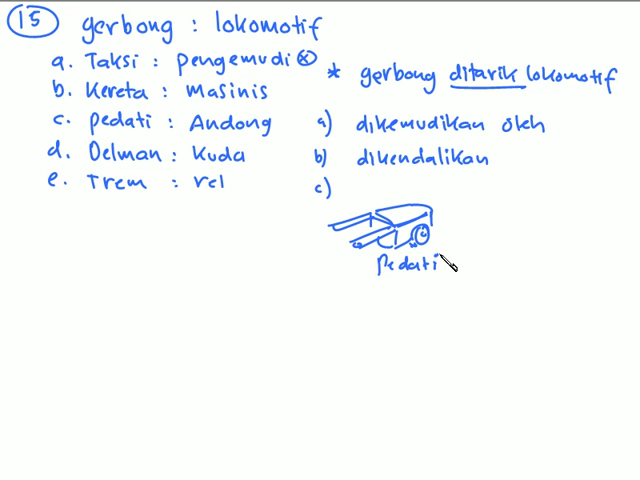 15 gerbong : lokomotif
a. Taksi : pengemudi
b. Kereta : Masinis
c. Pedati : Andong
d. Delman : Kuda
e. Trem : rel
* gerbong ditarik lokomotif
a) dikemudikan oleh
b) dikendalikan
c)
Pedati